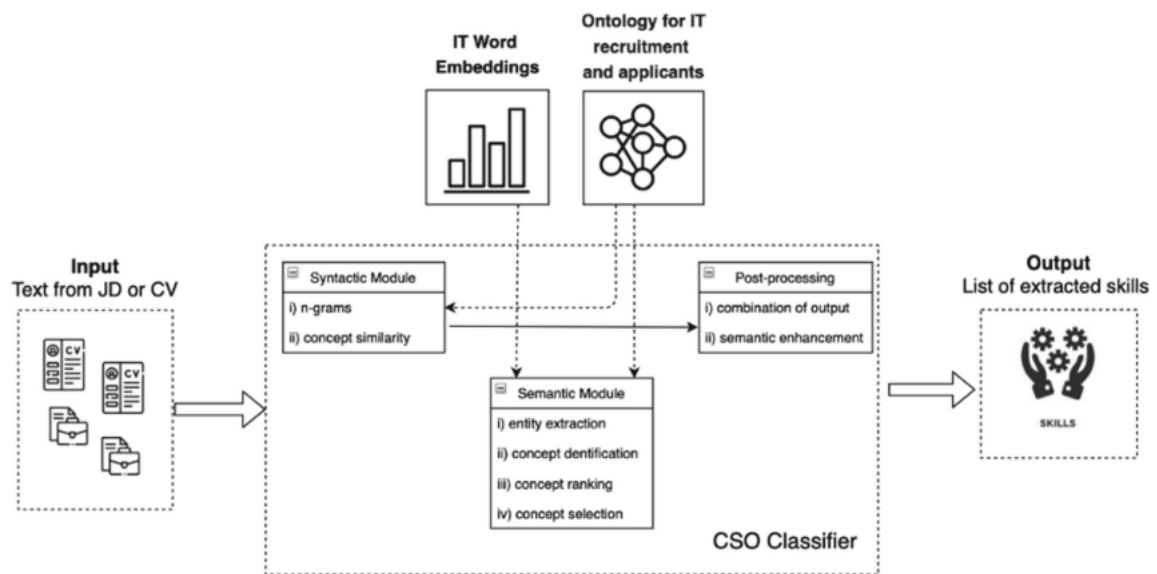 IT Word
Embeddings
Ontology for IT
recruitment
and applicants
Input
Text from JD or CV
CV
CV
Syntactic Module
i) n-grams
ii) concept similarity
Post-processing
i) combination of output
ii) semantic enhancement
Semantic Module
i) entity extraction
ii) concept dentification
iii) concept ranking
iv) concept selection
CSO Classifier
Output
List of extracted skills
SKILLS